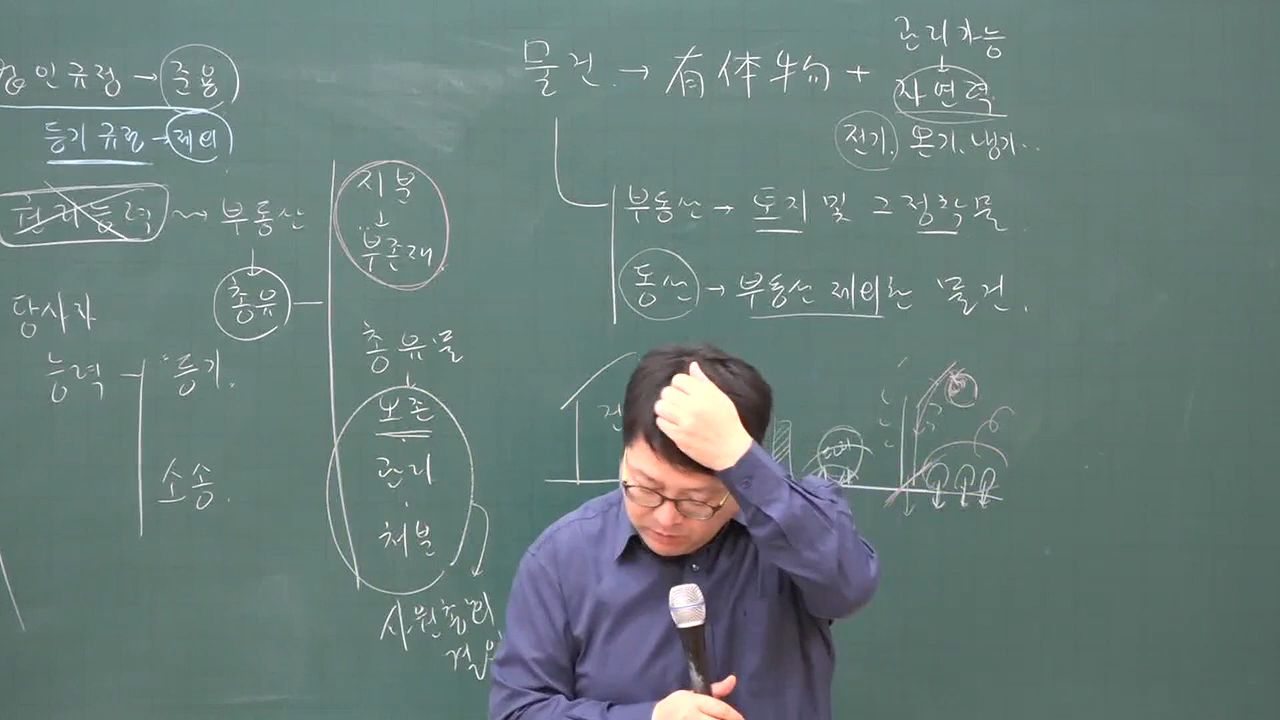 인규정 → 준용
등기 규정 → 제외
권리능력 ~→ 부동산
총유
당사자
능력
등기.
소송.
지분
부존재
총유물
보존
관리
처분
사원총회
물건 → 有体物 +
관리가능
자연력
전기. 온기. 냉기..
부동산 → 토지 및 그 정착물
동산 → 부동산 제외한 물건.